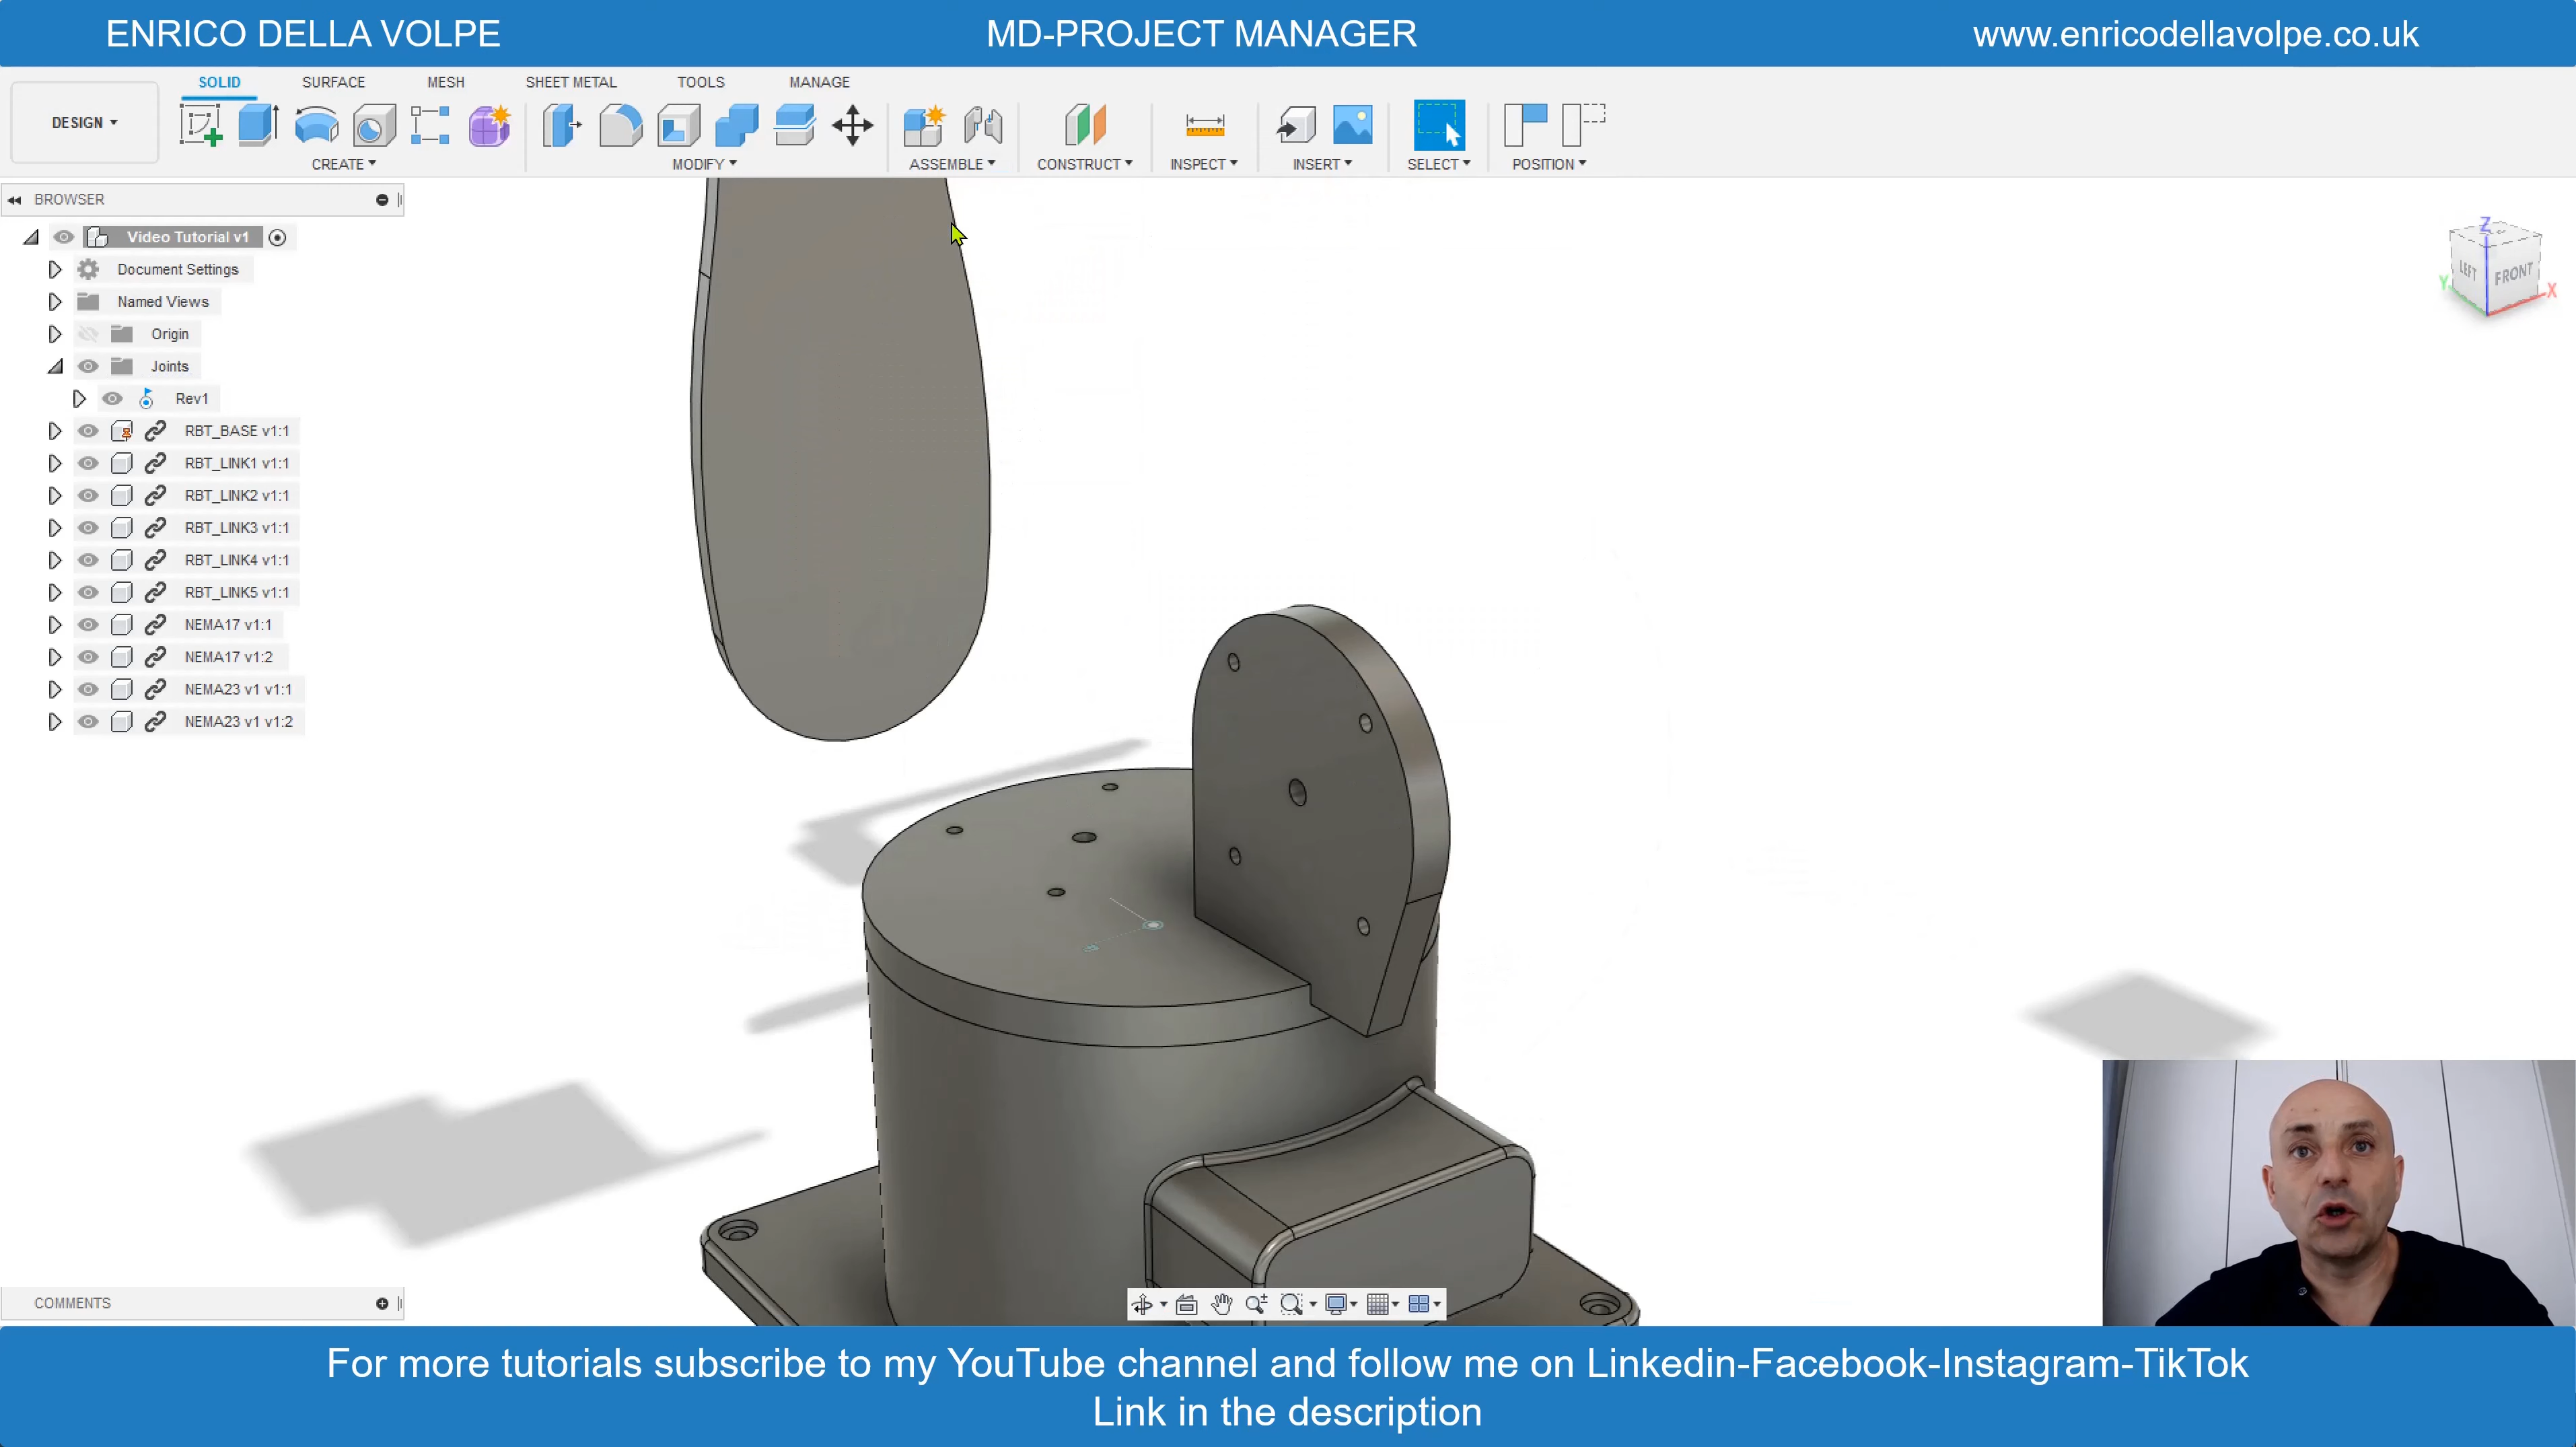 ENRICO DELLA VOLPE
MD-PROJECT MANAGER
www.enricodellavolpe.co.uk
SOLID
SURFACE
MESH
SHEET METAL
TOOLS
MANAGE
DESIGN
CREATE
MODIFY
ASSEMBLE
CONSTRUCT
INSPECT
INSERT
SELECT
POSITION
BROWSER
Video Tutorial v1
Document Settings
Named Views
Origin
Joints
Rev1
RBT_BASE v1:1
RBT_LINK1 v1:1
RBT_LINK2 v1:1
RBT_LINK3 v1:1
RBT_LINK4 v1:1
RBT_LINK5 v1:1
NEMA17 v1:1
NEMA17 v1:2
NEMA23 v1 v1:1
NEMA23 v1 v1:2
Z
LEFT
FRONT
Y
X
COMMENTS
For more tutorials subscribe to my YouTube channel and follow me on Linkedin-Facebook-Instagram-TikTok
Link in the description